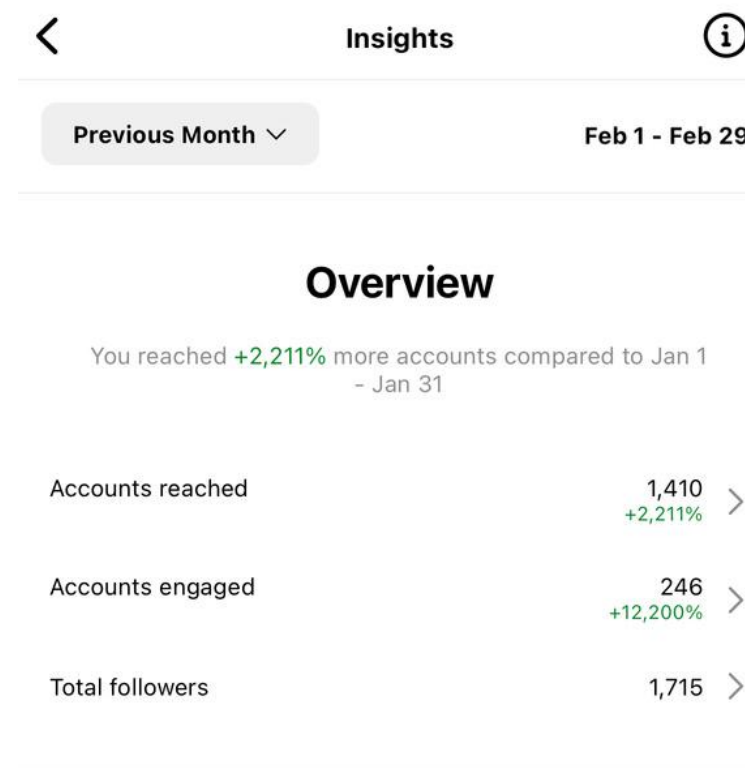 Insights
Previous Month
Feb 1 - Feb 29
Overview
You reached +2,211% more accounts compared to Jan 1
- Jan 31
Accounts reached
1,410
+2,211%
Accounts engaged
246
+12,200%
Total followers
1,715